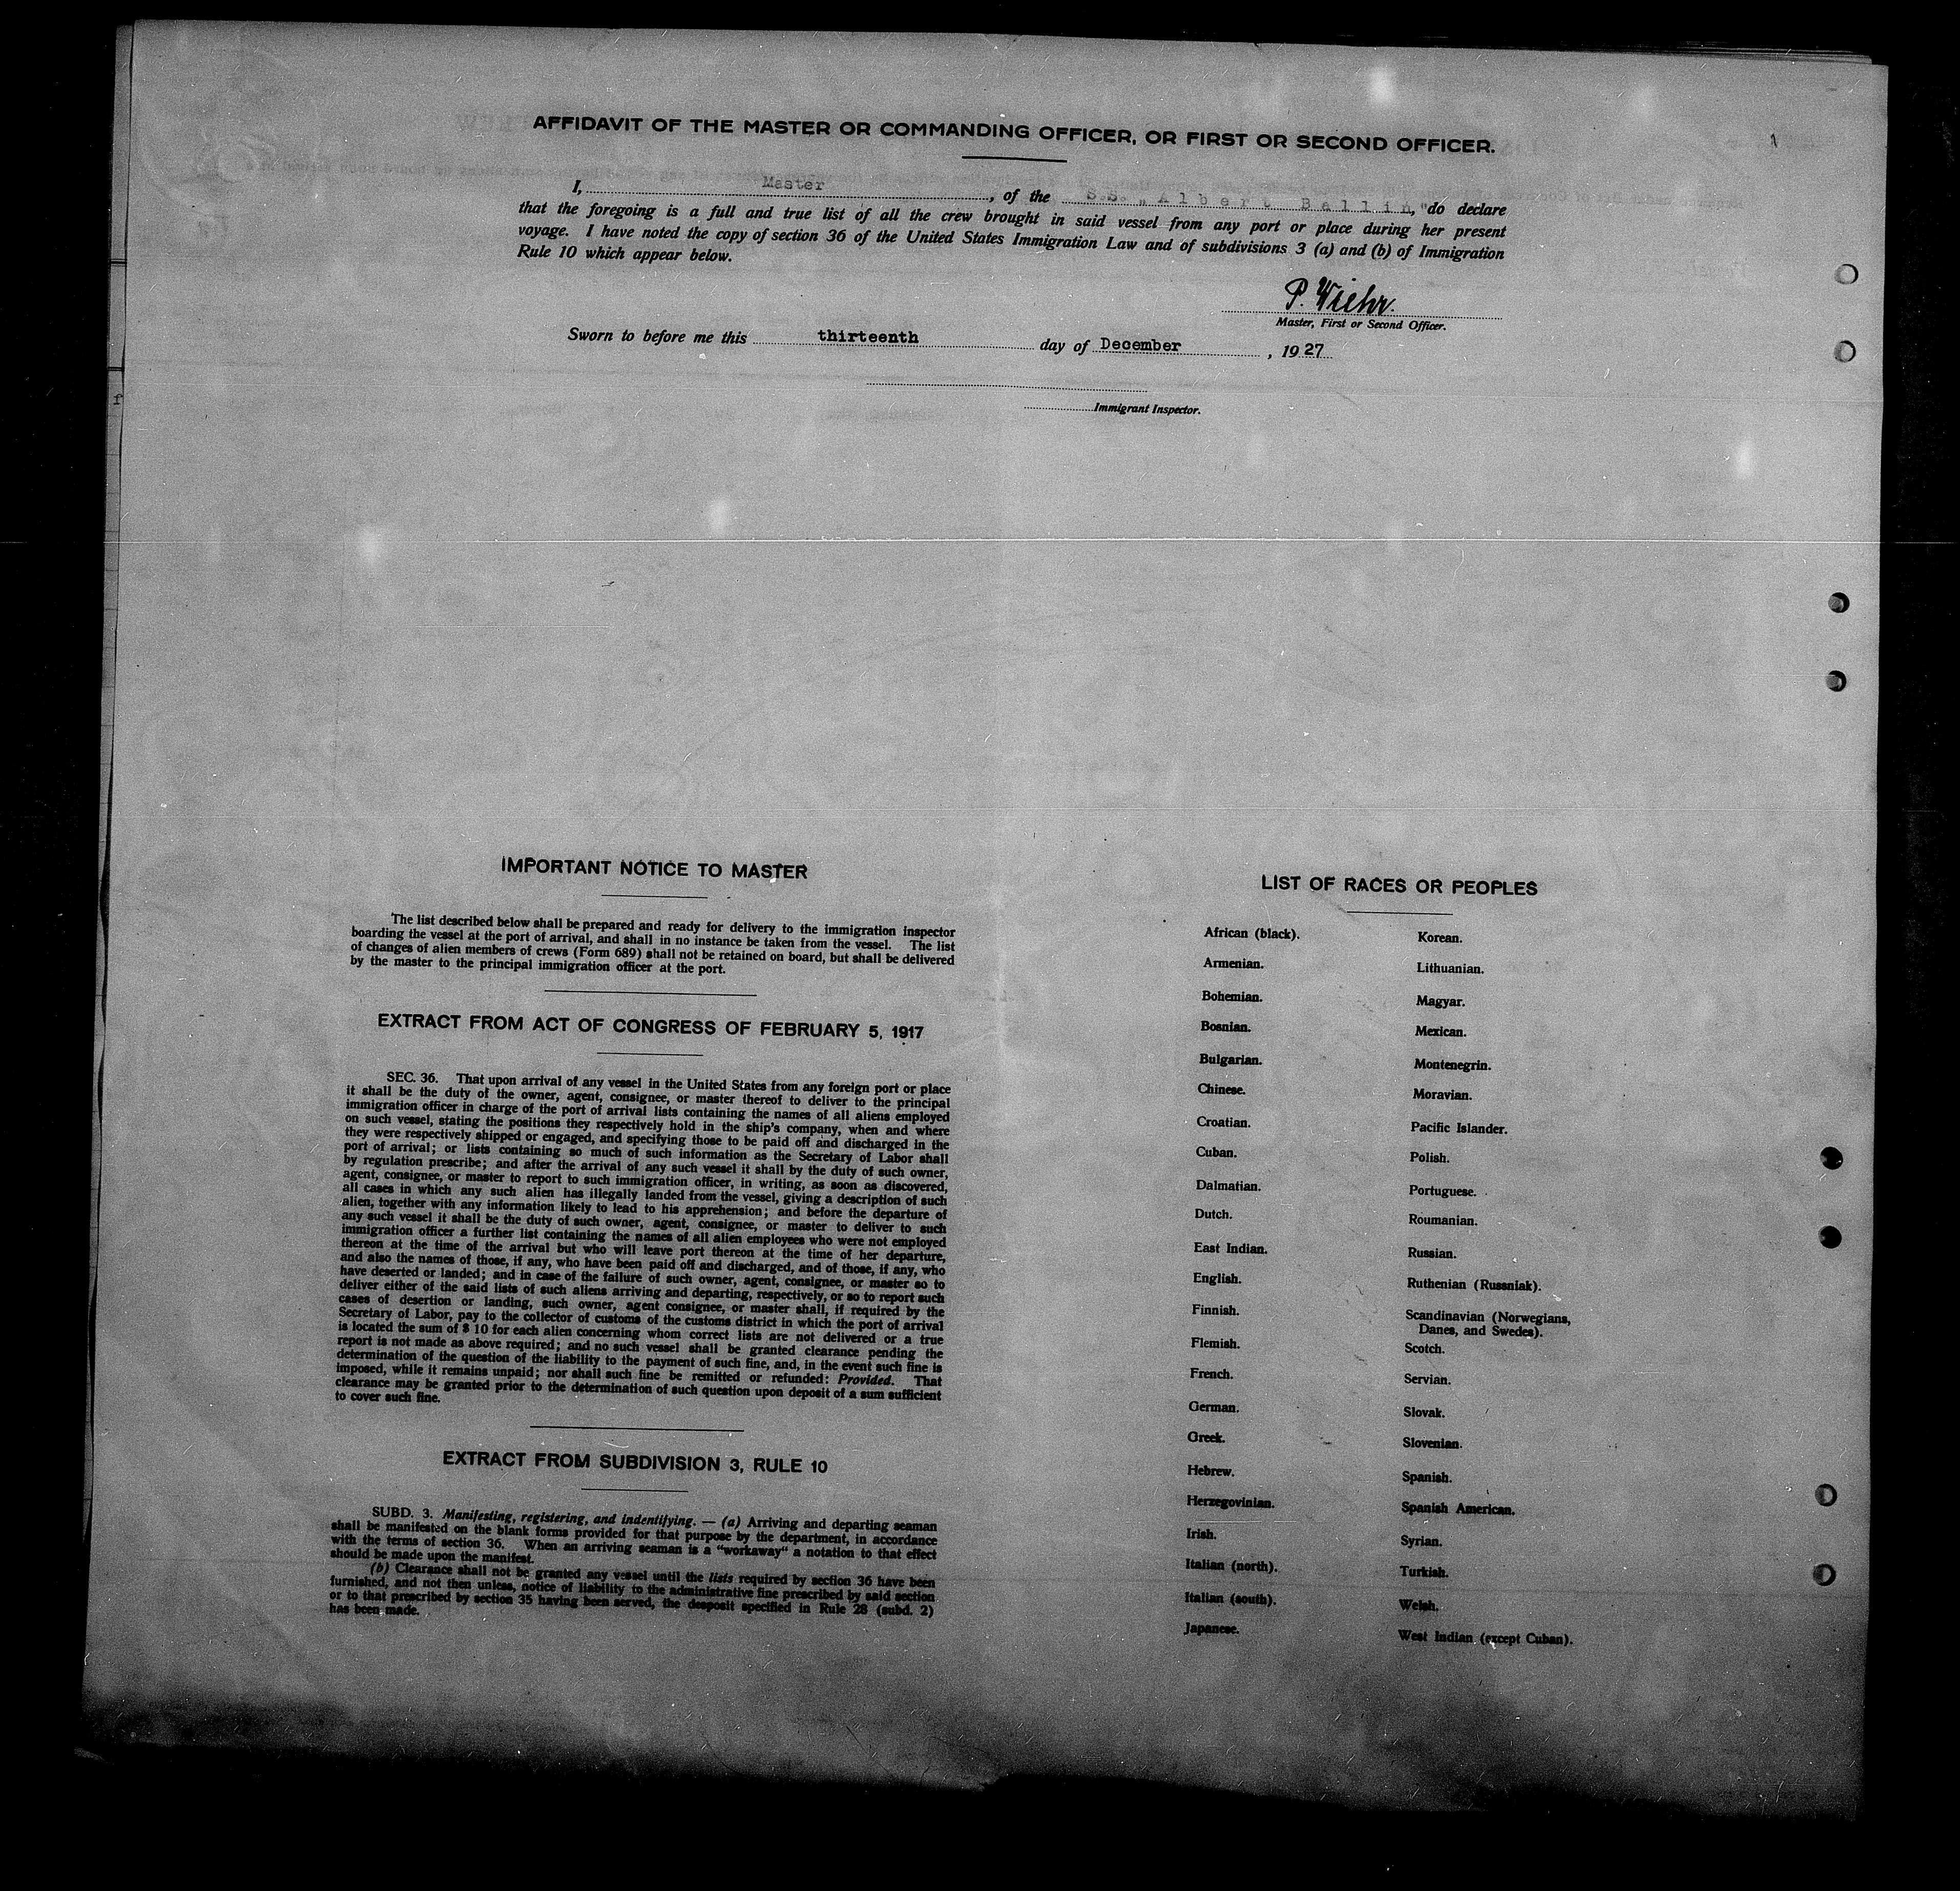 AFFIDAVIT OF THE MASTER OR COMMANDING OFFICER, OR FIRST OR SECOND OFFICER.
I, Master, of the S.S. „Albert Ballin", do declare
that the foregoing is a full and true list of all the crew brought in said vessel from any port or place during her present
voyage. I have noted the copy of section 36 of the United States Immigration Law and of subdivisions 3 (a) and (b) of Immigration
Rule 10 which appear below.
P. Wiehr.
Master, First or Second Officer.
Sworn to before me this thirteenth day of December, 1927
Immigrant Inspector.
IMPORTANT NOTICE TO MASTER
The list described below shall be prepared and ready for delivery to the immigration inspector
boarding the vessel at the port of arrival, and shall in no instance be taken from the vessel. The list
of changes of alien members of crews (Form 689) shall not be retained on board, but shall be delivered
by the master to the principal immigration officer at the port.
EXTRACT FROM ACT OF CONGRESS OF FEBRUARY 5, 1917
SEC. 36. That upon arrival of any vessel in the United States from any foreign port or place
it shall be the duty of the owner, agent, consignee, or master thereof to deliver to the principal
immigration officer in charge of the port of arrival lists containing the names of all aliens employed
on such vessel, stating the positions they respectively hold in the ship's company, when and where
they were respectively shipped or engaged, and specifying those to be paid off and discharged in the
port of arrival; or lists containing so much of such information as the Secretary of Labor shall
by regulation prescribe; and after the arrival of any such vessel it shall by the duty of such owner,
agent, consignee, or master to report to such immigration officer, in writing, as soon as discovered,
all cases in which any such alien has illegally landed from the vessel, giving a description of such
alien, together with any information likely to lead to his apprehension; and before the departure of
any such vessel it shall be the duty of such owner, agent, consignee, or master to deliver to such
immigration officer a further list containing the names of all alien employees who were not employed
thereon at the time of the arrival but who will leave port thereon at the time of her departure,
and also the names of those, if any, who have been paid off and discharged, and of those, if any, who
have deserted or landed; and in case of the failure of such owner, agent, consignee, or master so to
deliver either of the said lists of such aliens arriving and departing, respectively, or so to report such
cases of desertion or landing, such owner, agent consignee, or master shall, if required by the
Secretary of Labor, pay to the collector of customs of the customs district in which the port of arrival
is located the sum of $ 10 for each alien concerning whom correct lists are not delivered or a true
report is not made as above required; and no such vessel shall be granted clearance pending the
determination of the question of the liability to the payment of such fine, and, in the event such fine is
imposed, while it remains unpaid; nor shall such fine be remitted or refunded: Provided. That
clearance may be granted prior to the determination of such question upon deposit of a sum sufficient
to cover such fine.
EXTRACT FROM SUBDIVISION 3, RULE 10
SUBD. 3. Manifesting, registering, and indentifying. — (a) Arriving and departing seaman
shall be manifested on the blank forms provided for that purpose by the department, in accordance
with the terms of section 36. When an arriving seaman is a "workaway" a notation to that effect
should be made upon the manifest.
(b) Clearance shall not be granted any vessel until the lists required by section 36 have been
furnished, and not then unless, notice of liability to the administrative fine prescribed by said section
or to that prescribed by section 35 having been served, the desposit specified in Rule 28 (subd. 2)
has been made.
LIST OF RACES OR PEOPLES
African (black).
Armenian.
Bohemian.
Bosnian.
Bulgarian.
Chinese.
Croatian.
Cuban.
Dalmatian.
Dutch.
East Indian.
English.
Finnish.
Flemish.
French.
German.
Greek.
Hebrew.
Herzegovinian.
Irish.
Italian (north).
Italian (south).
Japanese.
Korean.
Lithuanian.
Magyar.
Mexican.
Montenegrin.
Moravian.
Pacific Islander.
Polish.
Portuguese.
Roumanian.
Russian.
Ruthenian (Russniak).
Scandinavian (Norwegians,
Danes, and Swedes).
Scotch.
Servian.
Slovak.
Slovenian.
Spanish.
Spanish American.
Syrian.
Turkish.
Welsh.
West Indian (except Cuban).